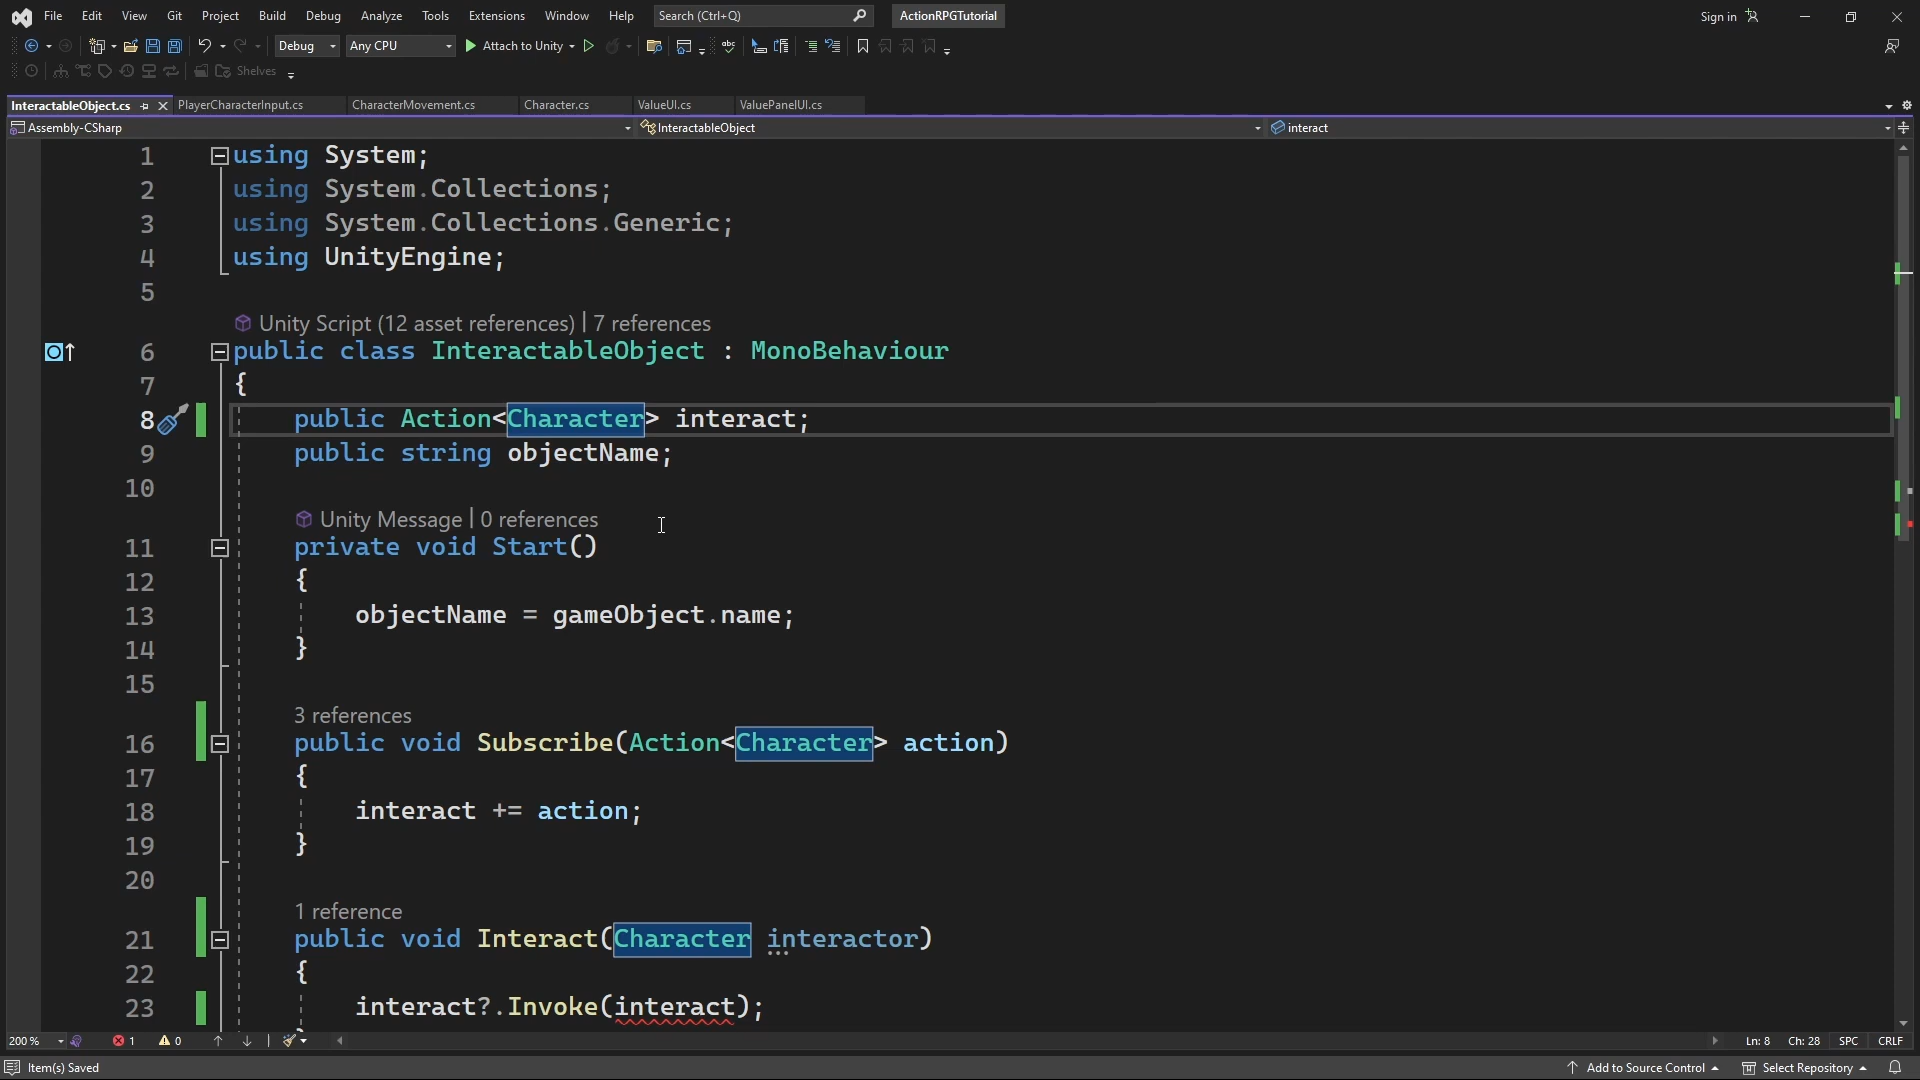 File Edit View Git Project Build Debug Analyze Tools Extensions Window Help Search (Ctrl+Q) ActionRPGTutorial Sign in
Debug Any CPU Attach to Unity
Shelves
InteractableObject.cs PlayerCharacterInput.cs CharacterMovement.cs Character.cs ValueUI.cs ValuePanelUI.cs
Assembly-CSharp InteractableObject interact
1 using System;
2 using System.Collections;
3 using System.Collections.Generic;
4 using UnityEngine;
5
Unity Script (12 asset references) | 7 references
6 public class InteractableObject : MonoBehaviour
7 {
8 public Action<Character> interact;
9 public string objectName;
10
Unity Message | 0 references
11 private void Start()
12 {
13 objectName = gameObject.name;
14 }
15
3 references
16 public void Subscribe(Action<Character> action)
17 {
18 interact += action;
19 }
20
1 reference
21 public void Interact(Character interactor)
22 {
23 interact?.Invoke(interact);
200 % 1 0 Ln: 8 Ch: 28 SPC CRLF
Item(s) Saved Add to Source Control Select Repository